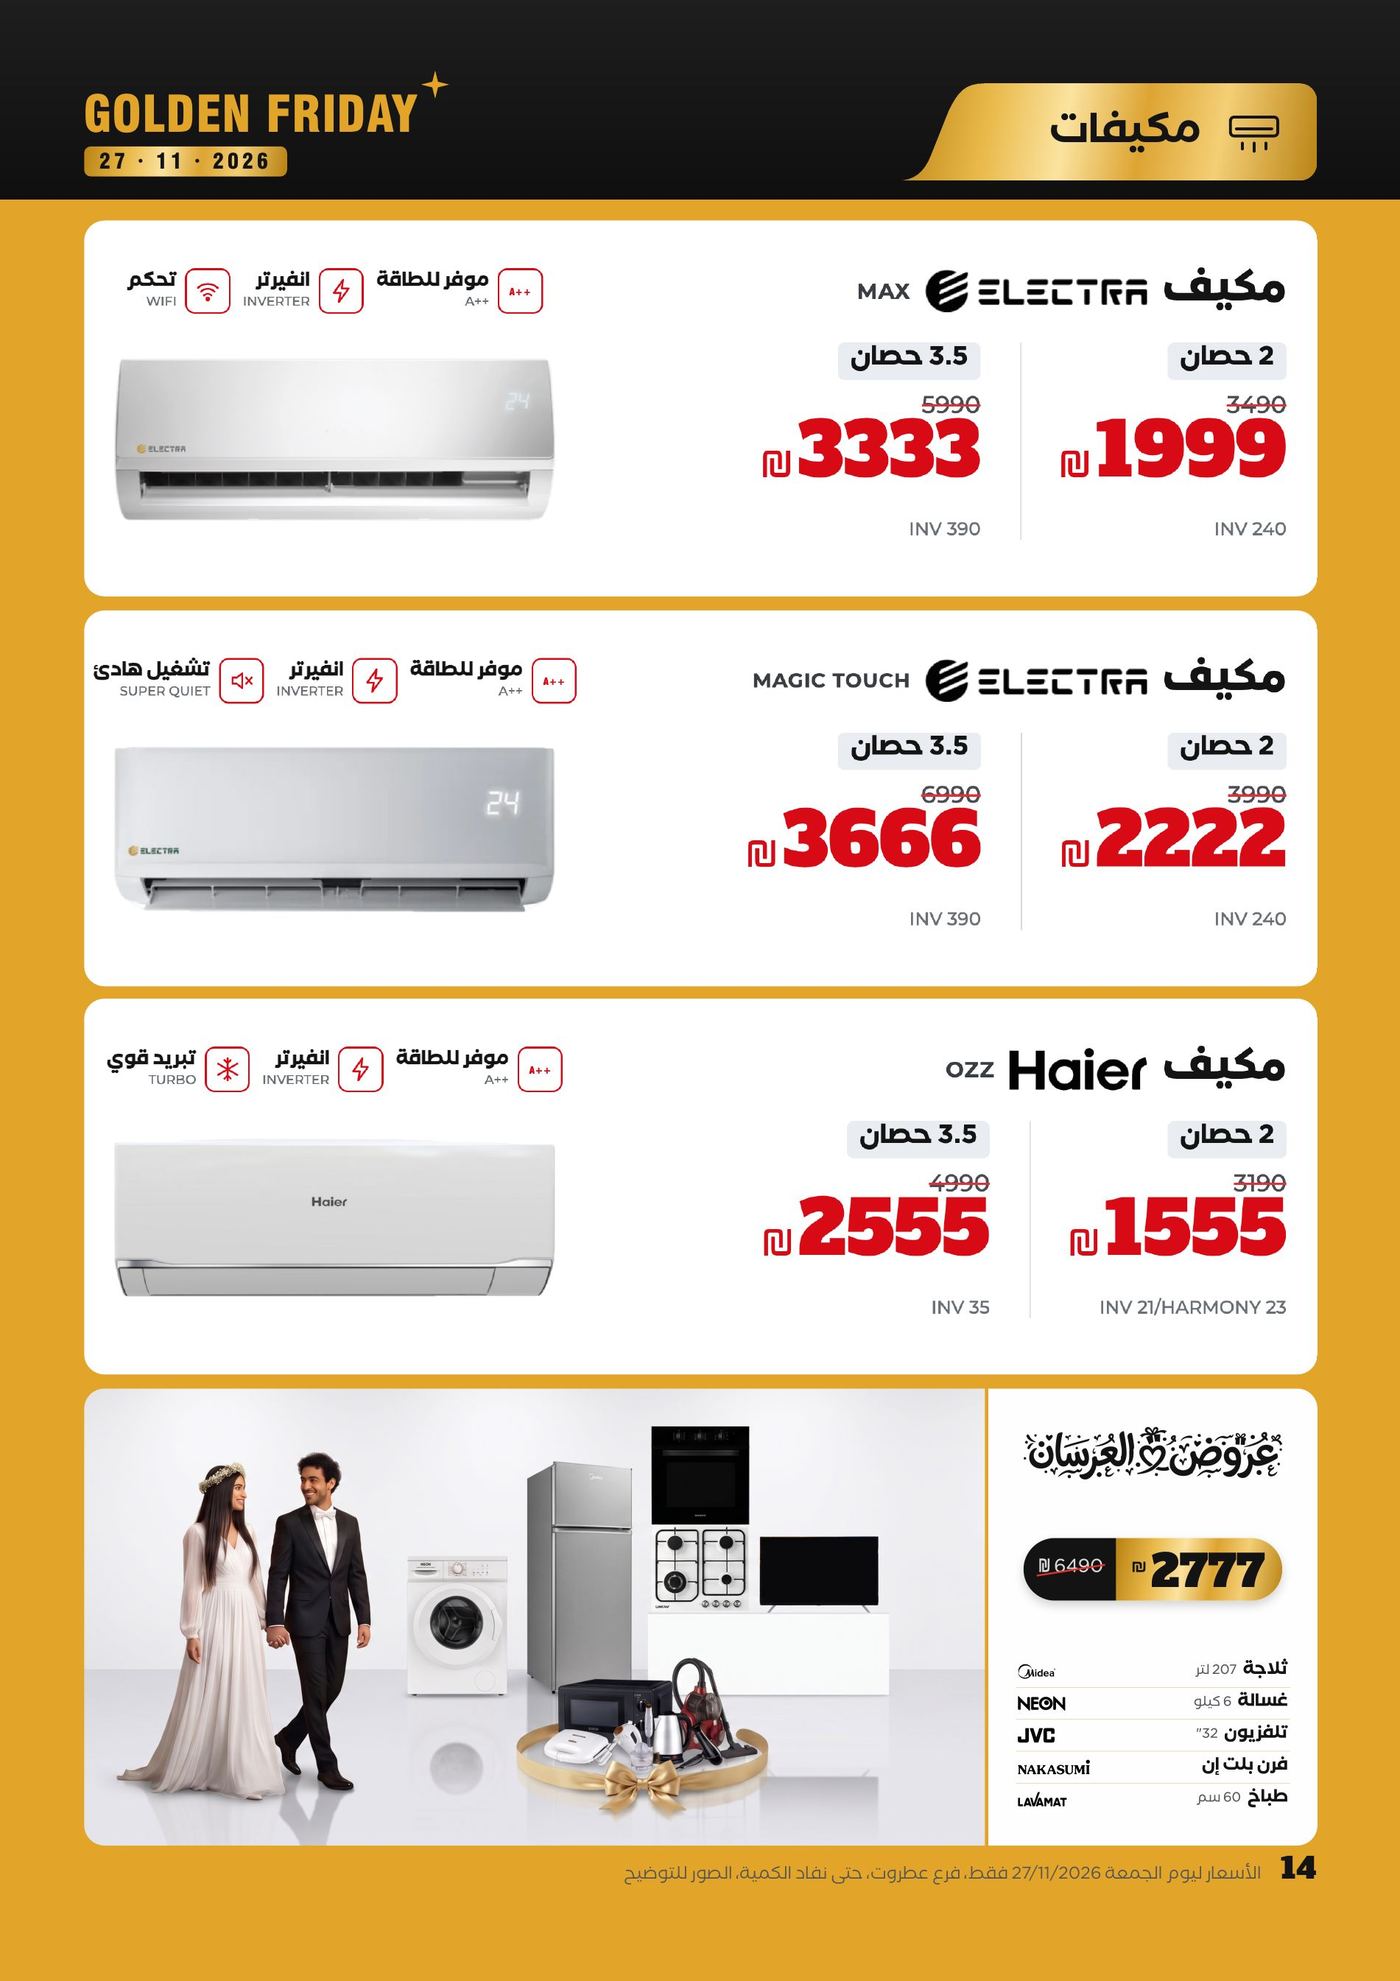 GOLDEN FRIDAY
27 · 11 · 2026
مكيفات
مكيف ELECTRA MAX
موفر للطاقة
A++
A++
انفيرتر
INVERTER
تحكم
WIFI
2 حصان
3490
1999 ₪
INV 240
3.5 حصان
5990
3333 ₪
INV 390
24
ELECTRA
مكيف ELECTRA MAGIC TOUCH
موفر للطاقة
A++
A++
انفيرتر
INVERTER
تشغيل هادئ
SUPER QUIET
2 حصان
3990
2222 ₪
INV 240
3.5 حصان
6990
3666 ₪
INV 390
24
ELECTRA
مكيف Haier OZZ
موفر للطاقة
A++
A++
انفيرتر
INVERTER
تبريد قوي
TURBO
2 حصان
3190
1555 ₪
INV 21/HARMONY 23
3.5 حصان
4990
2555 ₪
INV 35
Haier
عروض العرسان
2777 ₪
6490 ₪
ثلاجة 207 لتر Midea
غسالة 6 كيلو NEON
تلفزيون 32" JVC
فرن بلت إن NAKASUMi
طباخ 60 سم LAVAMAT
14
الأسعار ليوم الجمعة 27/11/2026 فقط، فرع عطروت، حتى نفاد الكمية، الصور للتوضيح